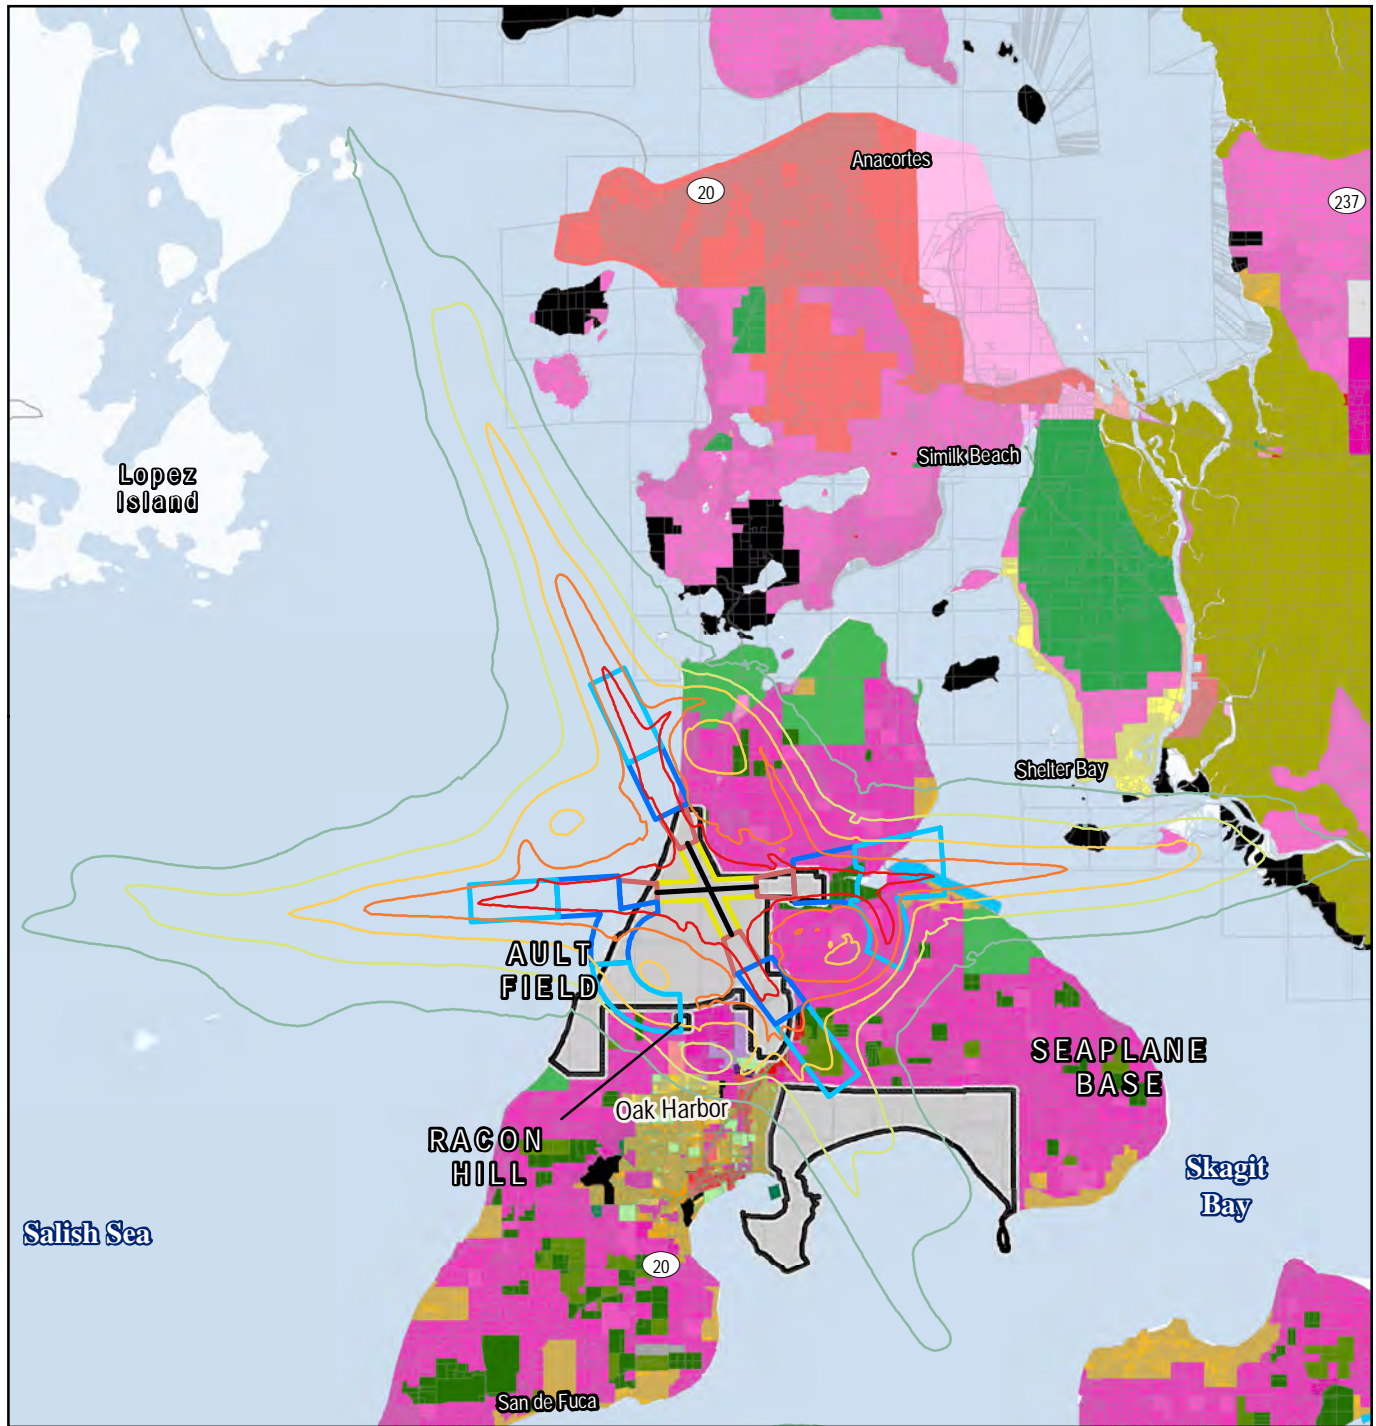 Anacortes
20
237
Similk Beach
Lopez
Island
Shelter Bay
AULT
FIELD
SEAPLANE
BASE
Oak Harbor
RACON
HILL
Skagit
Bay
Salish Sea
20
San de Fuca